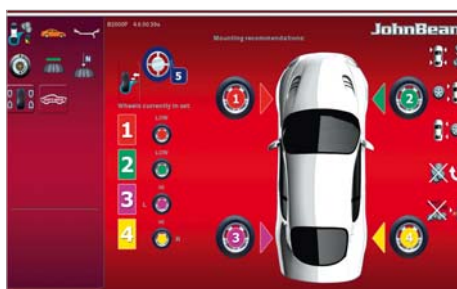 B2000P
Mounting recommendations:
JohnBean
N
5
Wheels currently in set
LOW
1
LOW
2
HI
3 L
HI
4 R
1
2
3
4